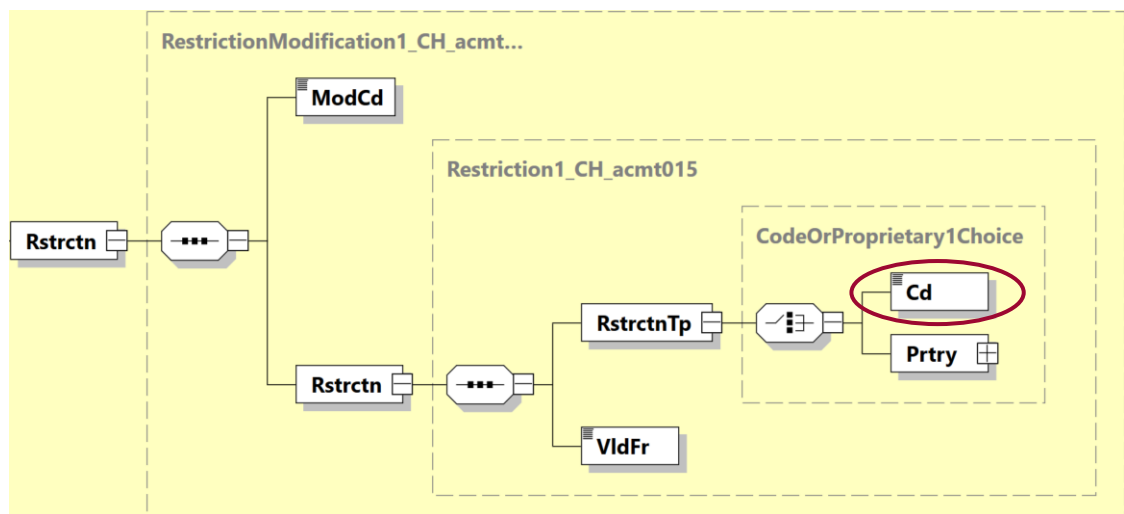 RestrictionModification1_CH_acmt...
ModCd
Restriction1_CH_acmt015
CodeOrProprietary1Choice
Rstrctn
Cd
RstrctnTp
Prtry
Rstrctn
VldFr